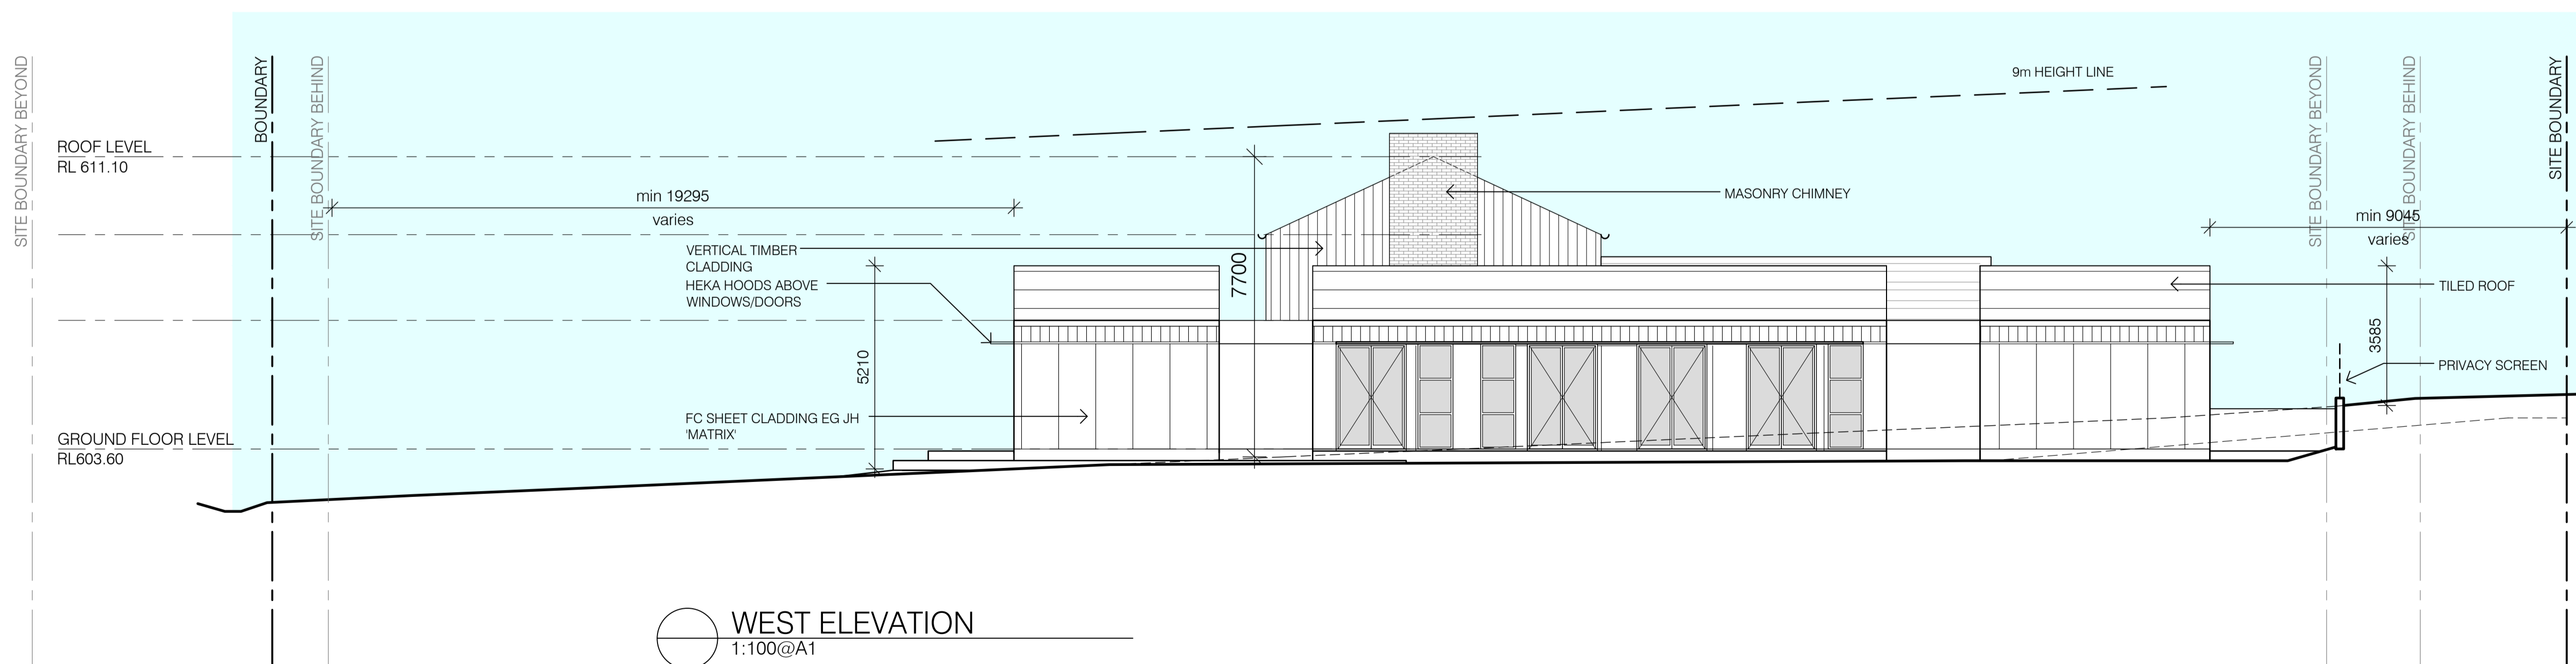 SITE BOUNDARY BEYOND
BOUNDARY
SITE BOUNDARY BEHIND
9m HEIGHT LINE
SITE BOUNDARY BEYOND
SITE BOUNDARY BEHIND
SITE BOUNDARY
ROOF LEVEL
RL 611.10
min 19295
varies
MASONRY CHIMNEY
min 9045
varies
VERTICAL TIMBER
CLADDING
HEKA HOODS ABOVE
WINDOWS/DOORS
7700
TILED ROOF
5210
3585
PRIVACY SCREEN
FC SHEET CLADDING EG JH
'MATRIX'
GROUND FLOOR LEVEL
RL603.60
WEST ELEVATION
1:100@A1